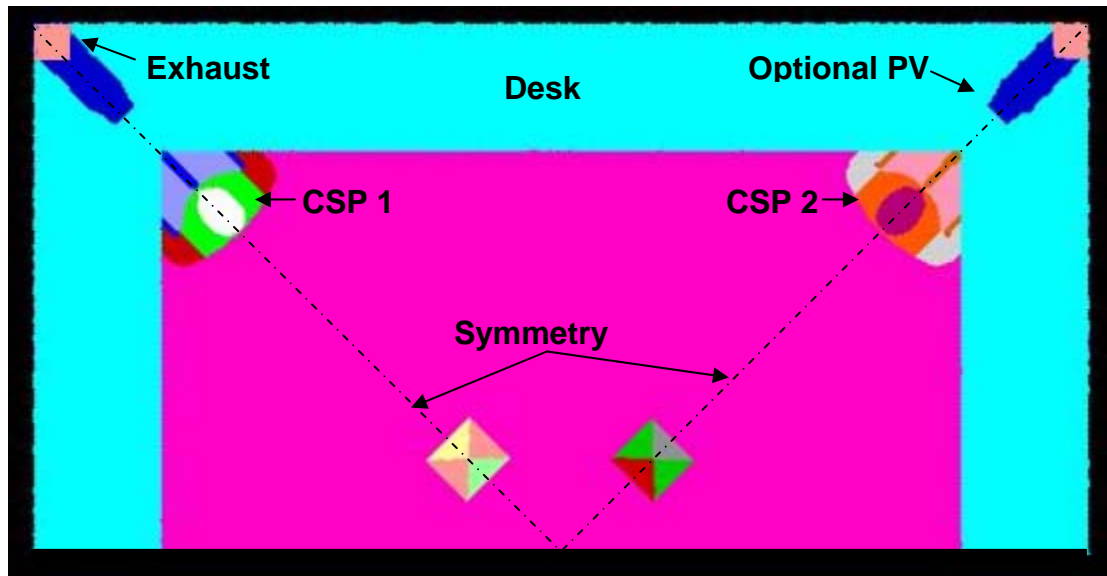 Exhaust
Optional PV
Desk
CSP 1
CSP 2
Symmetry